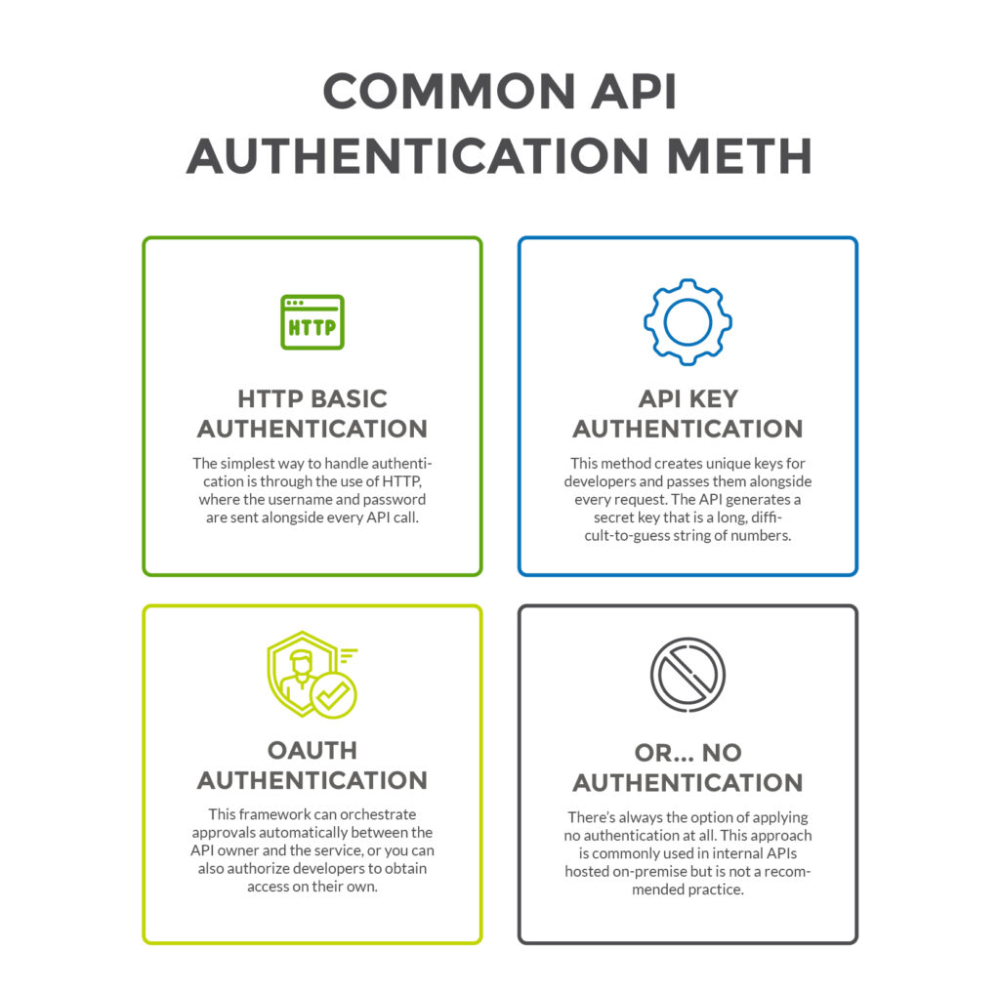 COMMON API
AUTHENTICATION METH
HTTP
HTTP BASIC
AUTHENTICATION
The simplest way to handle authenti-
cation is through the use of HTTP,
where the username and password
are sent alongside every API call.
API KEY
AUTHENTICATION
This method creates unique keys for
developers and passes them alongside
every request. The API generates a
secret key that is a long, diffi-
cult-to-guess string of numbers.
OAUTH
AUTHENTICATION
This framework can orchestrate
approvals automatically between the
API owner and the service, or you can
also authorize developers to obtain
access on their own.
OR... NO
AUTHENTICATION
There’s always the option of applying
no authentication at all. This approach
is commonly used in internal APIs
hosted on-premise but is not a recom-
mended practice.